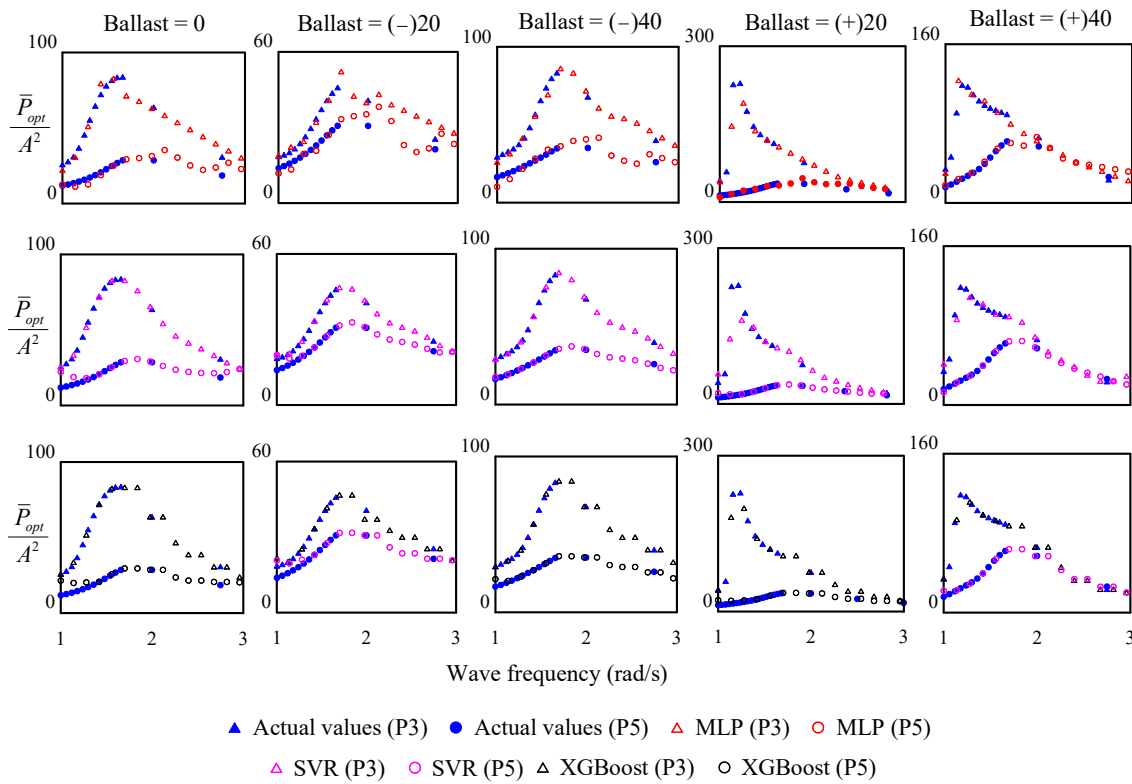 Ballast = 0 Ballast = (−)20 Ballast = (−)40 Ballast = (+)20 Ballast = (+)40
100 60 100 300 160
P̅opt/A²
0 0 0 0 0
100 60 100 300 160
P̅opt/A²
0 0 0 0 0
100 60 100 300 160
P̅opt/A²
0 0 0 0 0
1 2 3 1 2 3 1 2 3 1 2 3 1 2 3
Wave frequency (rad/s)
Actual values (P3) Actual values (P5) MLP (P3) MLP (P5)
SVR (P3) SVR (P5) XGBoost (P3) XGBoost (P5)